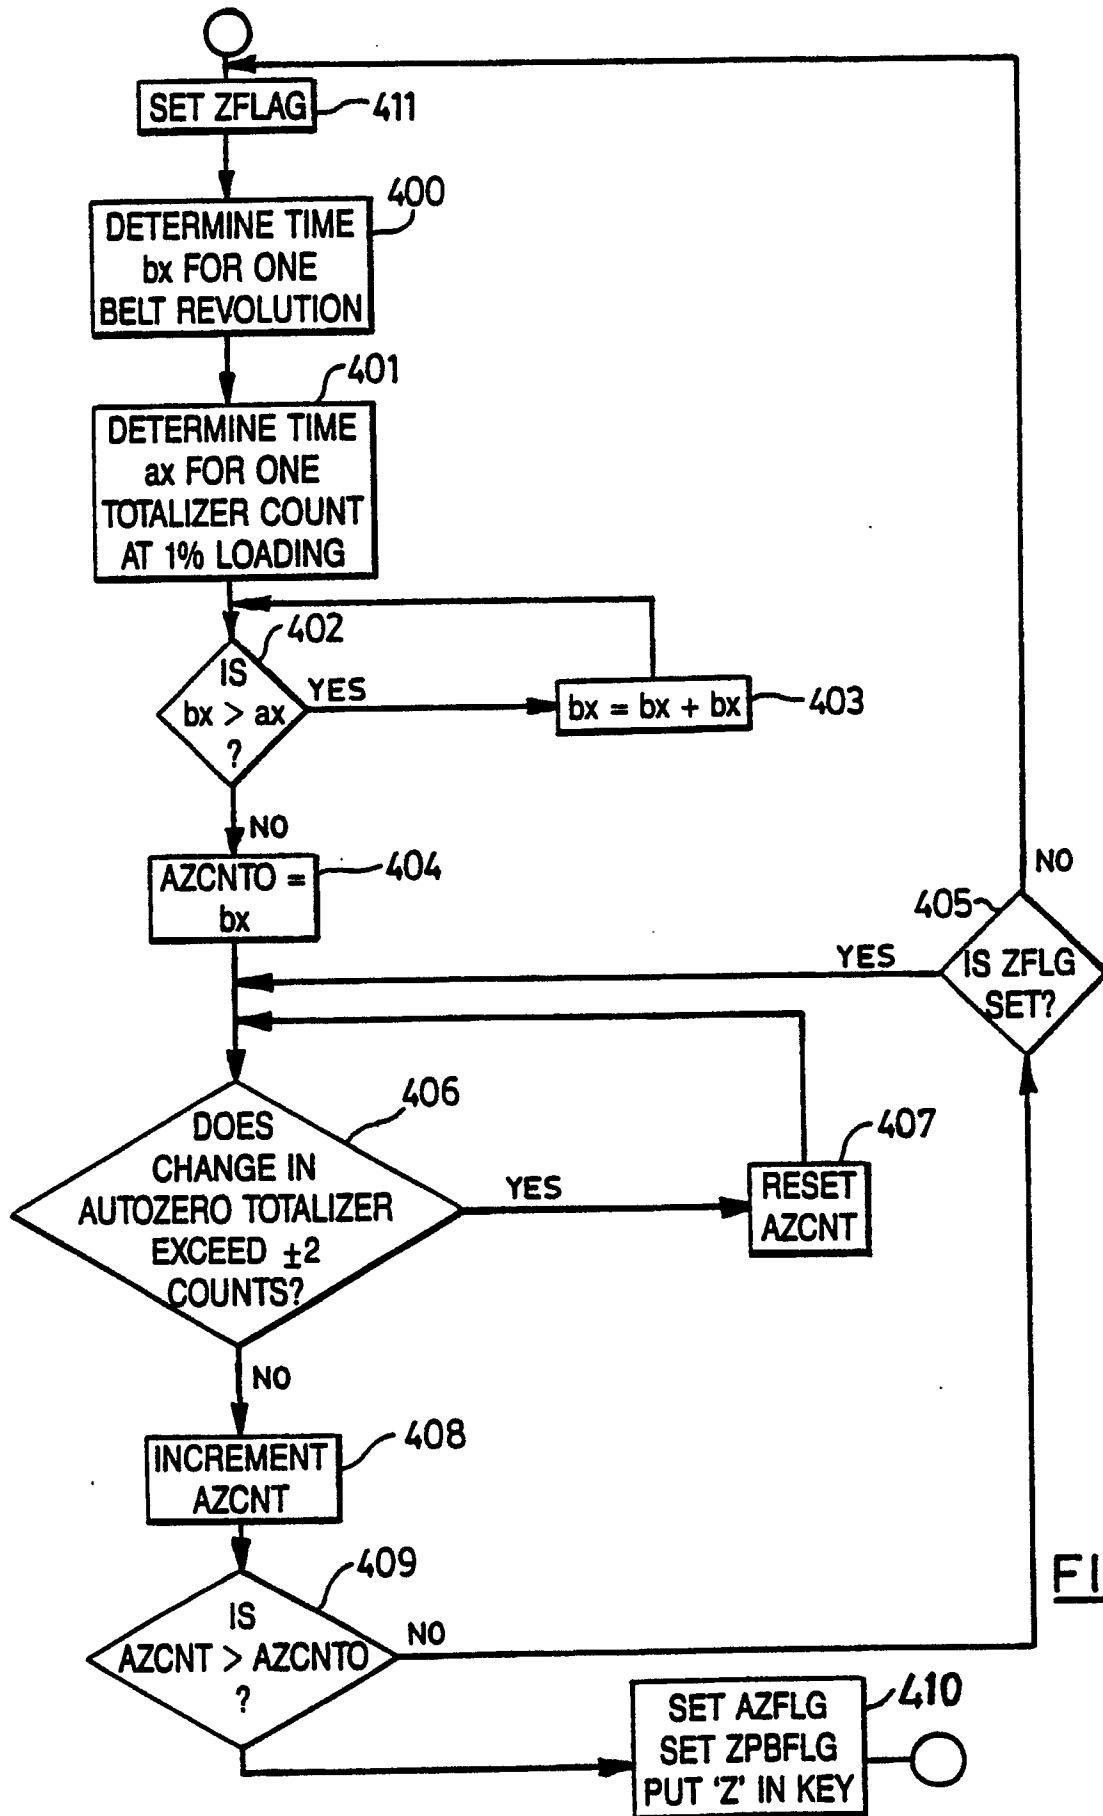 SET ZFLAG
411
400
DETERMINE TIME
bx FOR ONE
BELT REVOLUTION
401
DETERMINE TIME
ax FOR ONE
TOTALIZER COUNT
AT 1% LOADING
402
IS
bx > ax
?
YES
bx = bx + bx
403
NO
AZCNTO =
bx
404
NO
405
IS ZFLG
SET?
YES
406
DOES
CHANGE IN
AUTOZERO TOTALIZER
EXCEED ±2
COUNTS?
YES
407
RESET
AZCNT
NO
INCREMENT
AZCNT
408
409
IS
AZCNT > AZCNTO
?
NO
FI
410
SET AZFLG
SET ZPBFLG
PUT 'Z' IN KEY